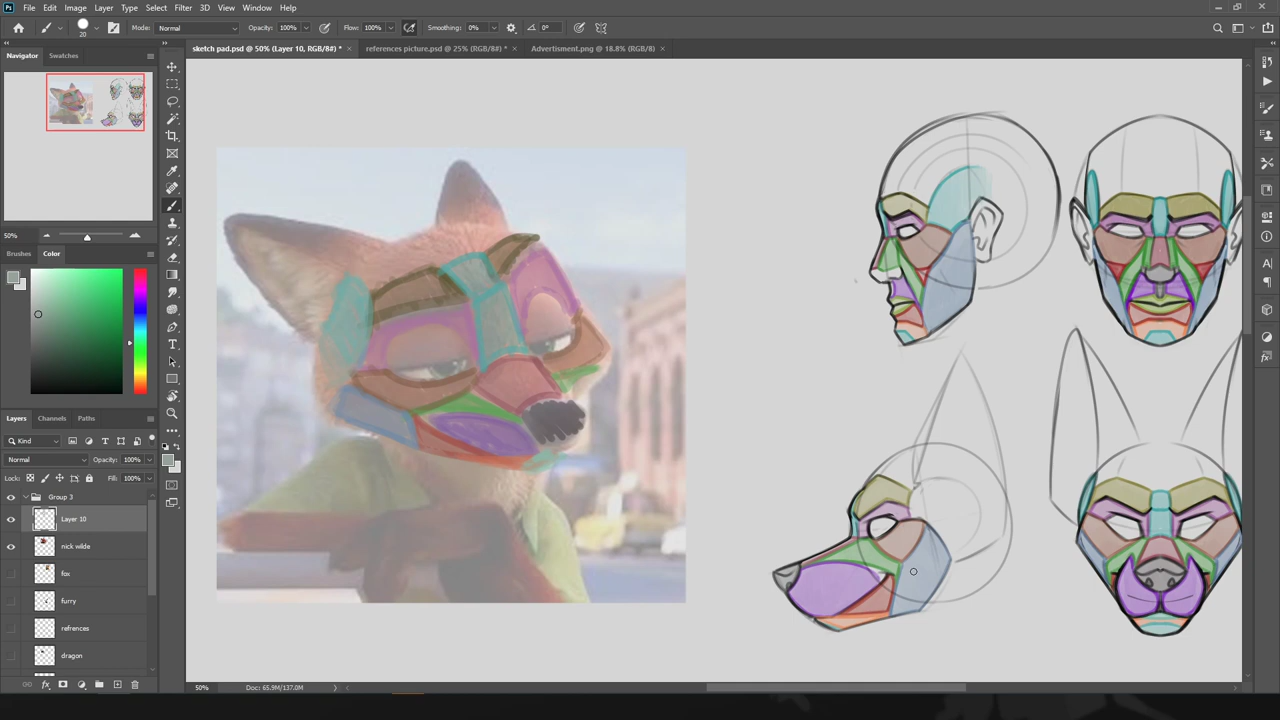 Ps File Edit Image Layer Type Select Filter 3D View Window Help
20 Mode: Normal Opacity: 100% Flow: 100% Smoothing: 0% 0°
sketch pad.psd @ 50% (Layer 10, RGB/8#) * × references picture.psd @ 25% (RGB/8#) * × Advertisment.png @ 18.8% (RGB/8) ×
Navigator Swatches
50%
Brushes Color
Layers Channels Paths
Kind
Normal Opacity: 100%
Lock: Fill: 100%
Group 3
Layer 10
nick wilde
fox
furry
refrences
dragon
50% Doc: 65.9M/137.0M